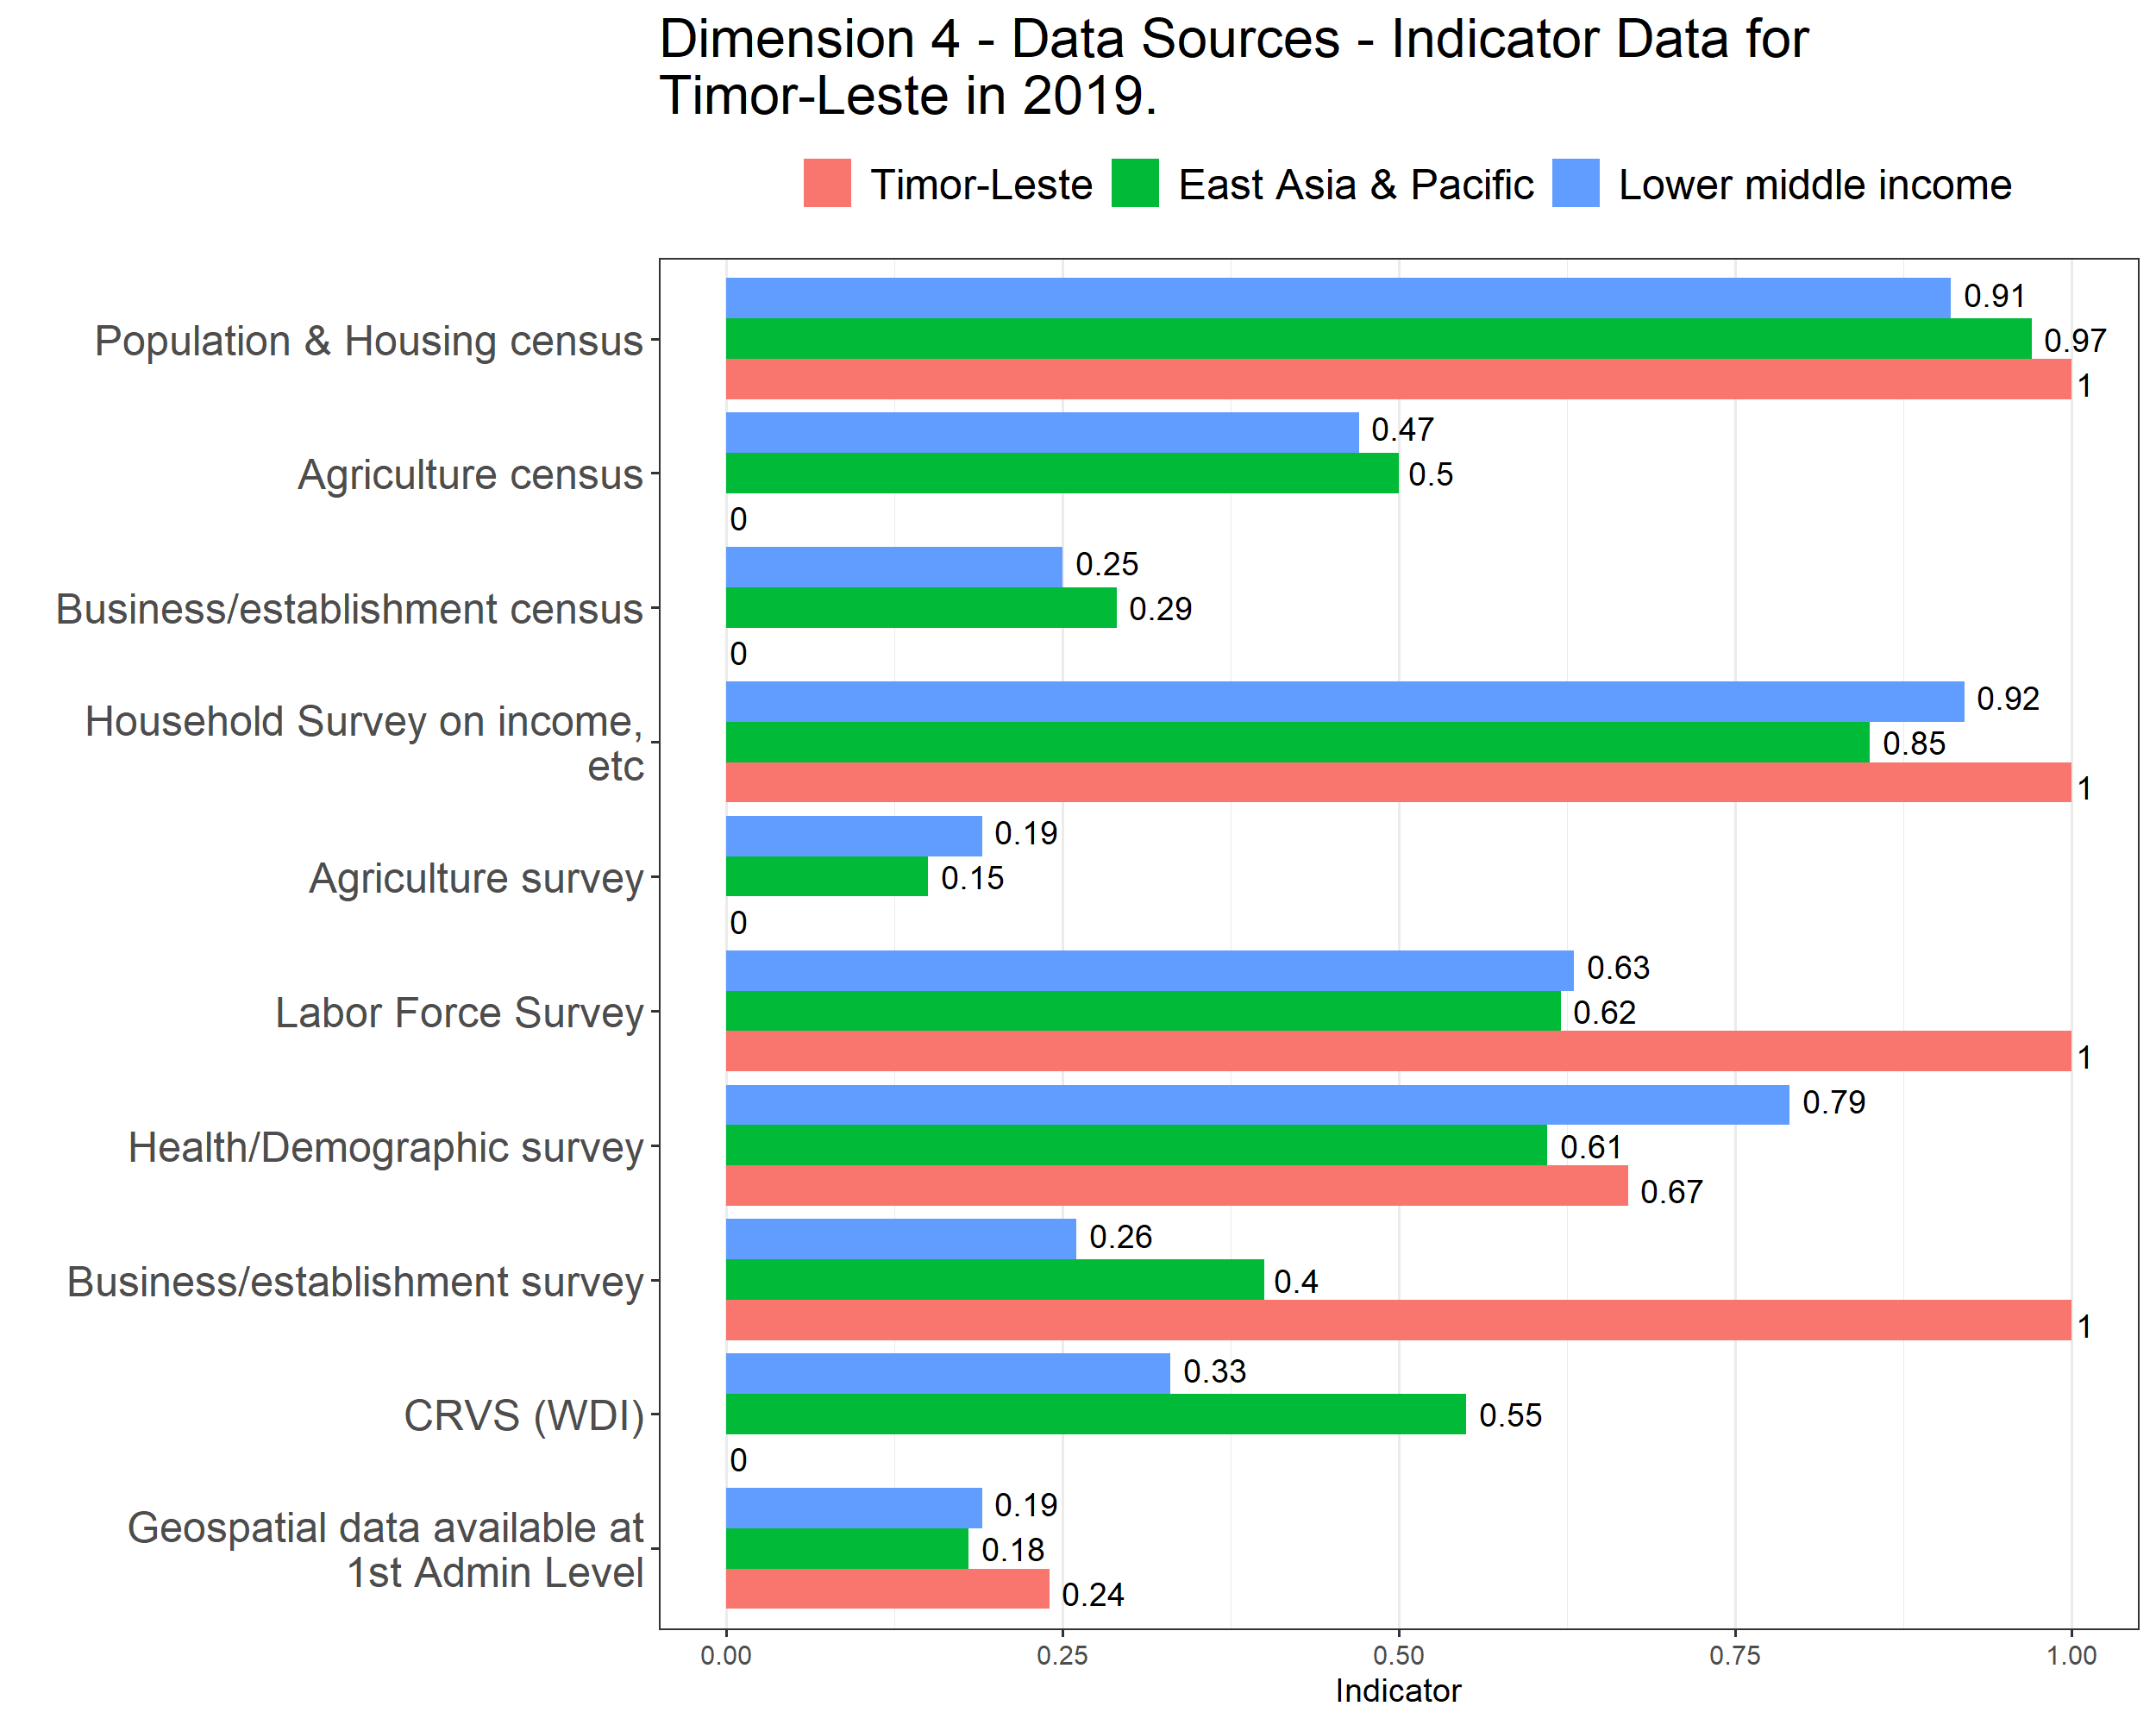 Dimension 4 - Data Sources - Indicator Data for
Timor-Leste in 2019.
Timor-Leste East Asia & Pacific Lower middle income
Population & Housing census
0.91
0.97
1
Agriculture census
0.47
0.5
0
Business/establishment census
0.25
0.29
0
Household Survey on income,
etc
0.92
0.85
1
Agriculture survey
0.19
0.15
0
Labor Force Survey
0.63
0.62
1
Health/Demographic survey
0.79
0.61
0.67
Business/establishment survey
0.26
0.4
1
CRVS (WDI)
0.33
0.55
0
Geospatial data available at
1st Admin Level
0.19
0.18
0.24
0.00 0.25 0.50 0.75 1.00
Indicator